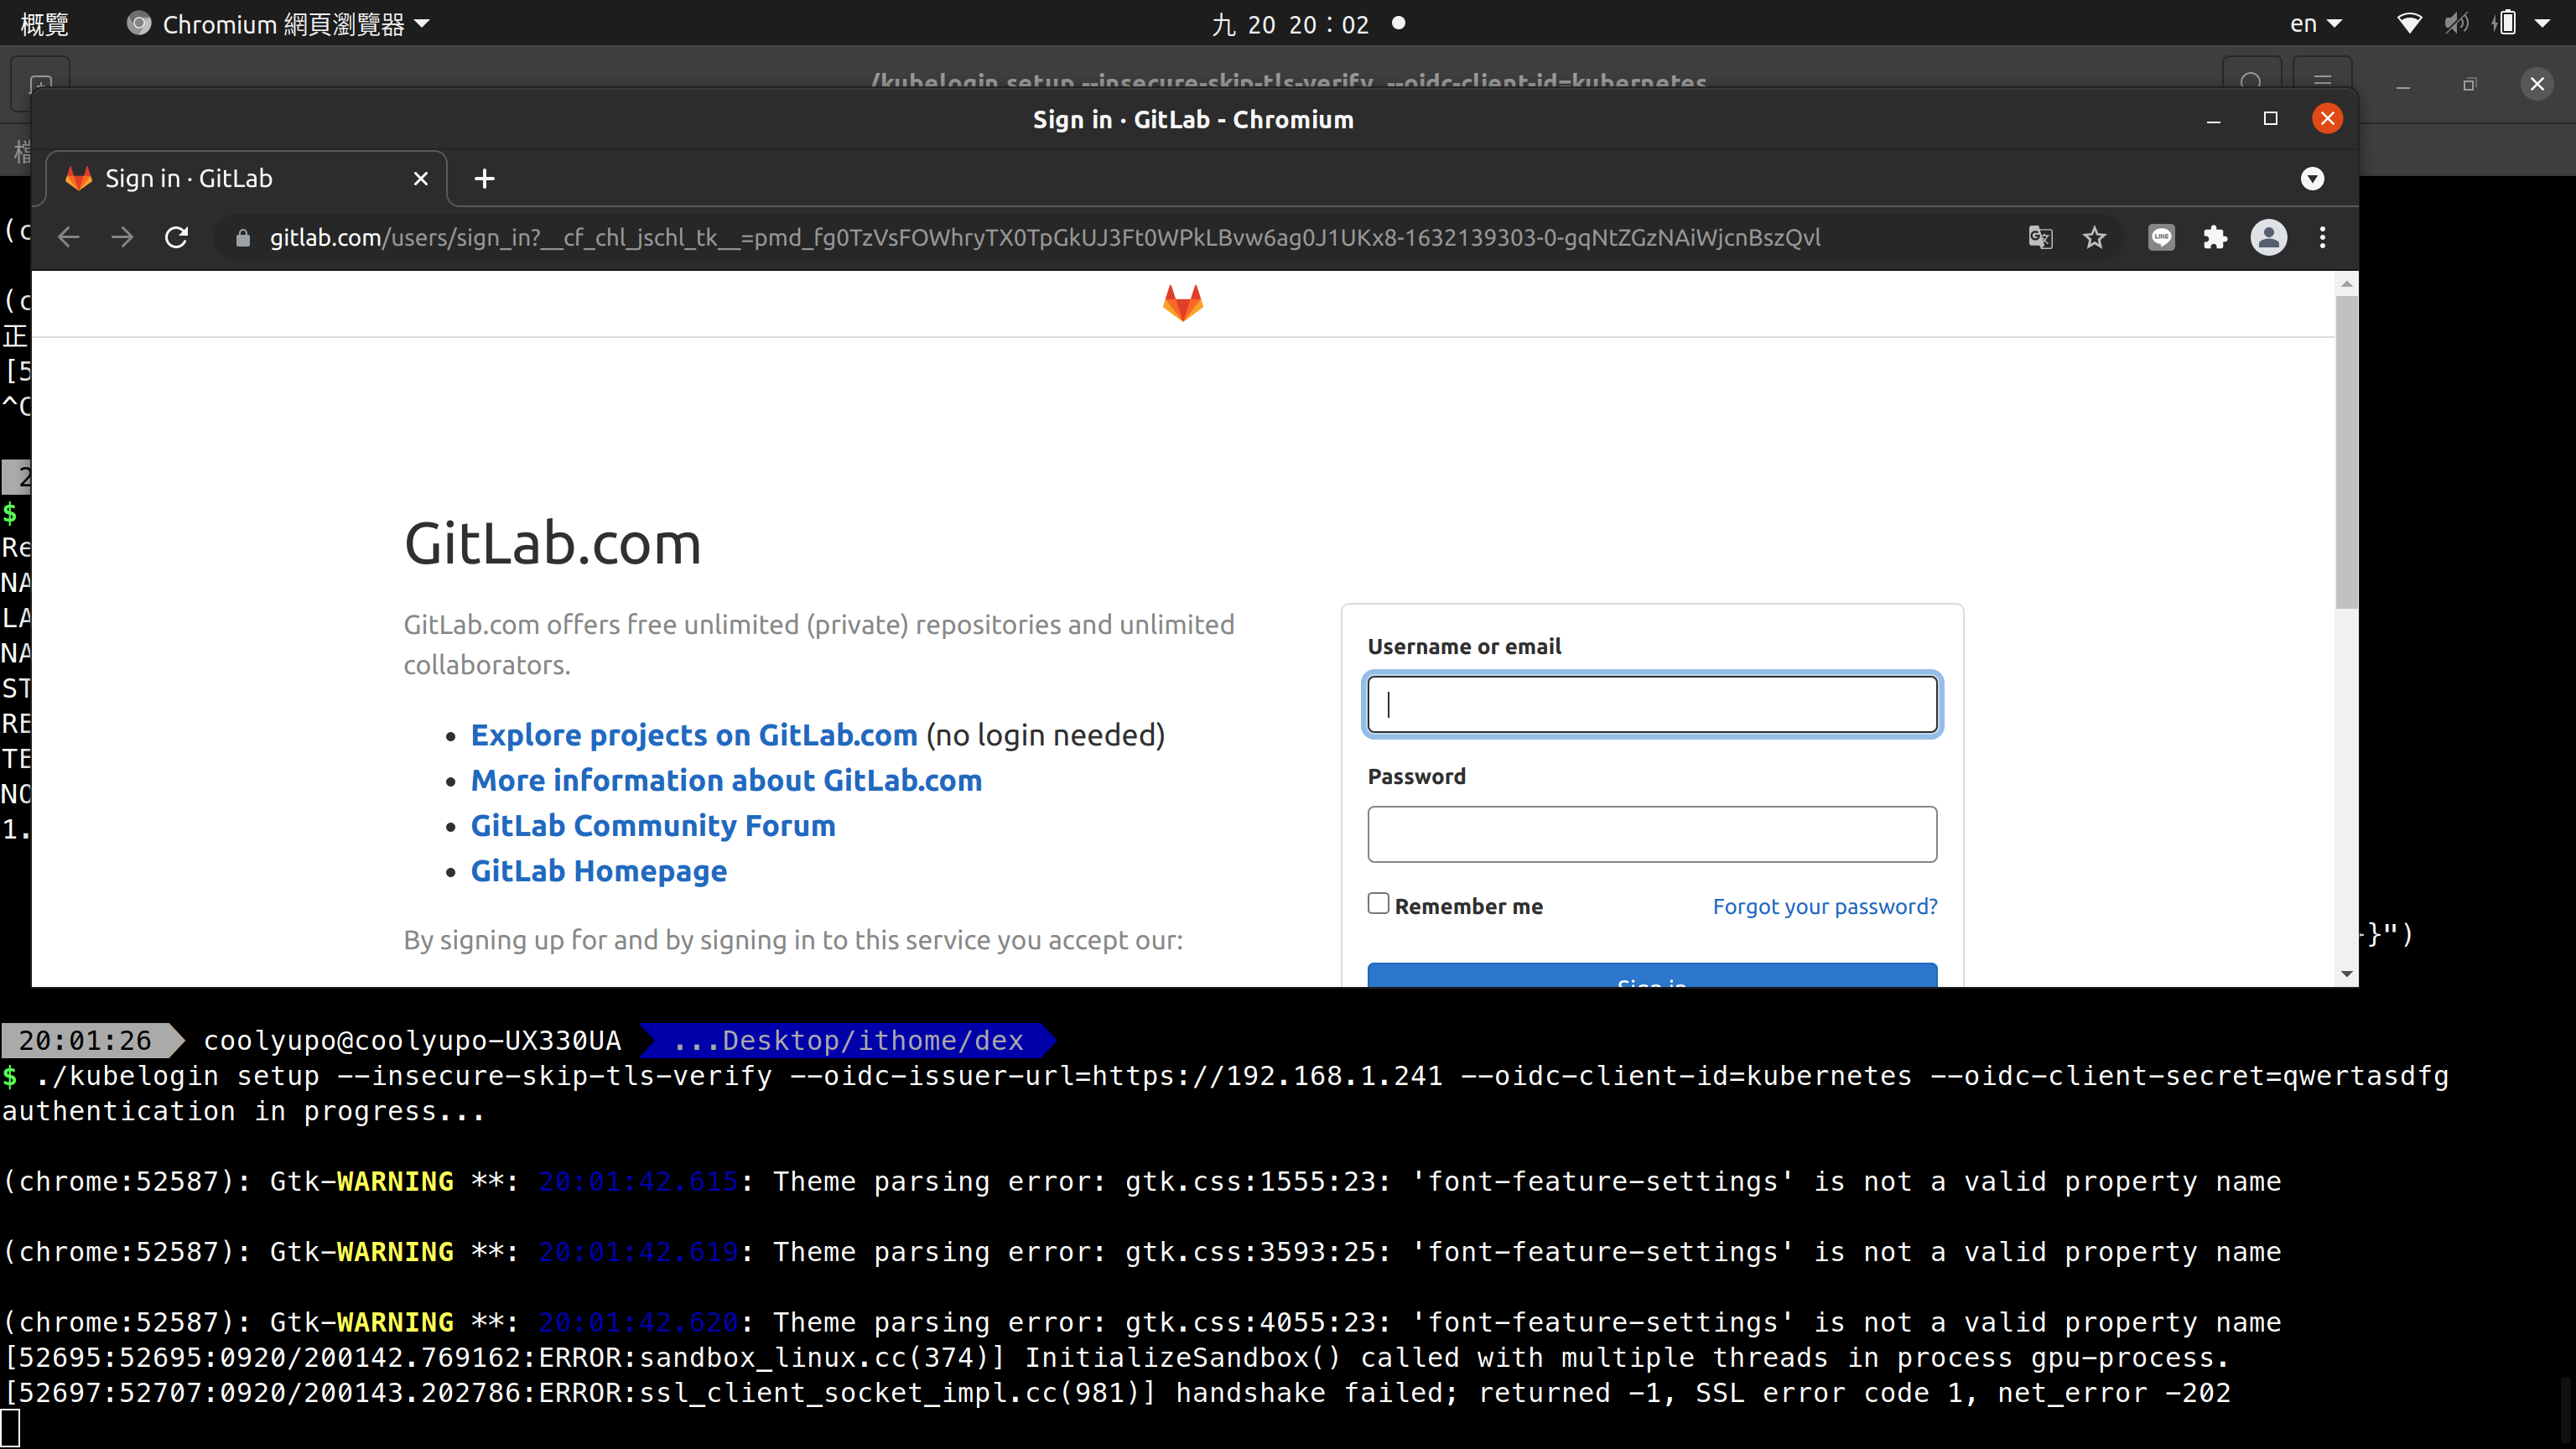 概覽 Chromium 網頁瀏覽器 九 20 20：02 en
./kubelogin setup --insecure-skip-tls-verify --oidc-client-id=kubernetes
Sign in · GitLab - Chromium
Sign in · GitLab
gitlab.com/users/sign_in?__cf_chl_jschl_tk__=pmd_fg0TzVsFOWhryTX0TpGkUJ3Ft0WPkLBvw6ag0J1UKx8-1632139303-0-gqNtZGzNAiWjcnBszQvl
(c
(c
正
[5
^C
2
$
Re
NA
LA
NA
ST
RE
TE
NO
1.
GitLab.com
GitLab.com offers free unlimited (private) repositories and unlimited
collaborators.
• Explore projects on GitLab.com (no login needed)
• More information about GitLab.com
• GitLab Community Forum
• GitLab Homepage
By signing up for and by signing in to this service you accept our:
Username or email
Password
Remember me
Forgot your password?
Sign in
}")
20:01:26 coolyupo@coolyupo-UX330UA ...Desktop/ithome/dex
$ ./kubelogin setup --insecure-skip-tls-verify --oidc-issuer-url=https://192.168.1.241 --oidc-client-id=kubernetes --oidc-client-secret=qwertasdfg
authentication in progress...
(chrome:52587): Gtk-WARNING **: 20:01:42.615: Theme parsing error: gtk.css:1555:23: 'font-feature-settings' is not a valid property name
(chrome:52587): Gtk-WARNING **: 20:01:42.619: Theme parsing error: gtk.css:3593:25: 'font-feature-settings' is not a valid property name
(chrome:52587): Gtk-WARNING **: 20:01:42.620: Theme parsing error: gtk.css:4055:23: 'font-feature-settings' is not a valid property name
[52695:52695:0920/200142.769162:ERROR:sandbox_linux.cc(374)] InitializeSandbox() called with multiple threads in process gpu-process.
[52697:52707:0920/200143.202786:ERROR:ssl_client_socket_impl.cc(981)] handshake failed; returned -1, SSL error code 1, net_error -202